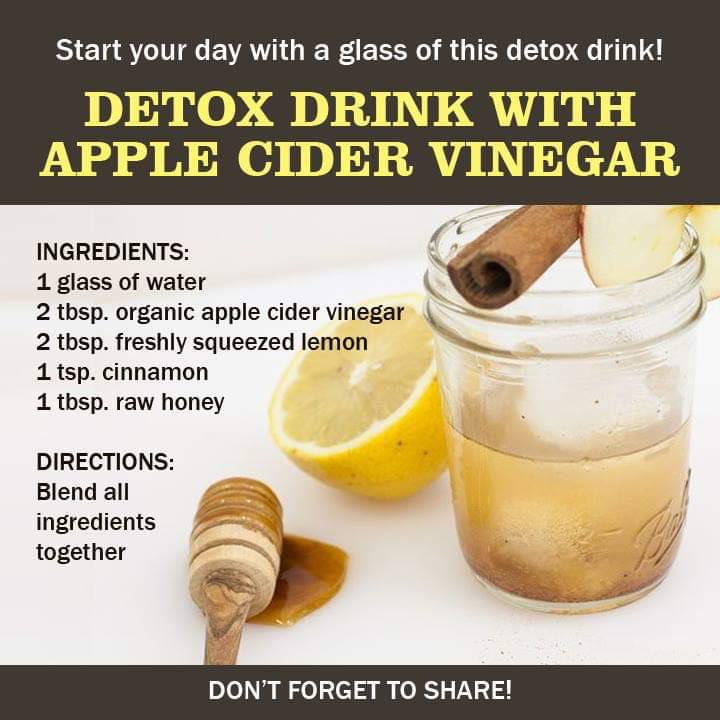 Start your day with a glass of this detox drink!
DETOX DRINK WITH
APPLE CIDER VINEGAR
INGREDIENTS:
1 glass of water
2 tbsp. organic apple cider vinegar
2 tbsp. freshly squeezed lemon
1 tsp. cinnamon
1 tbsp. raw honey
DIRECTIONS:
Blend all
ingredients
together
DON'T FORGET TO SHARE!